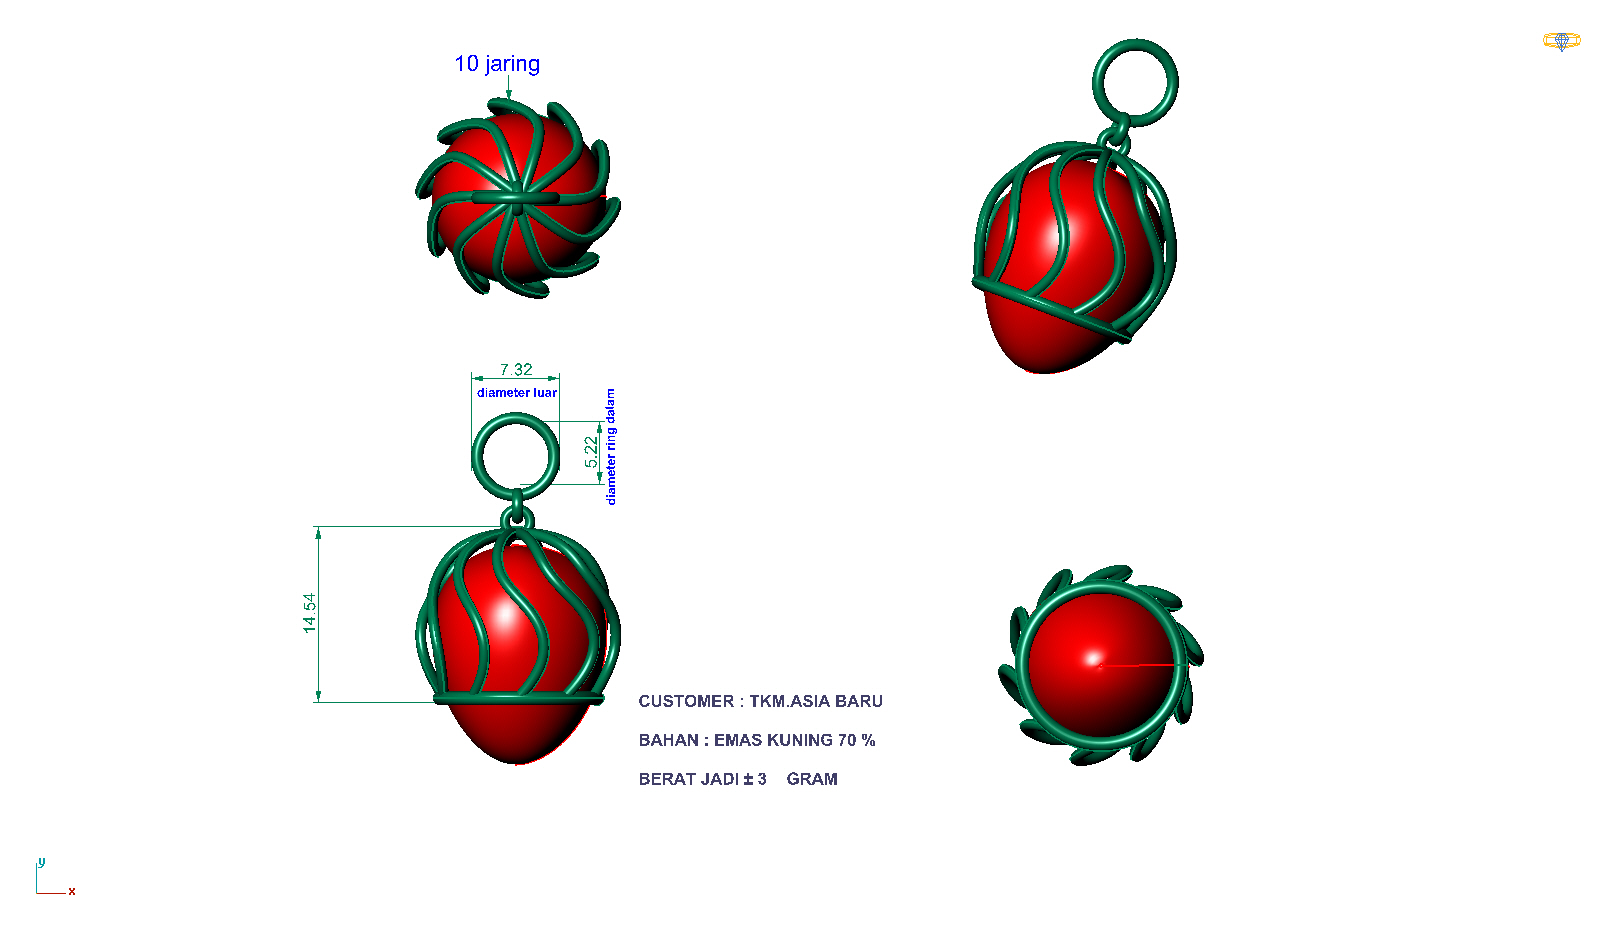 10 jaring
7.32
diameter luar
5.22
diameter ring dalam
14.54
CUSTOMER : TKM.ASIA BARU
BAHAN : EMAS KUNING 70 %
BERAT JADI ± 3 GRAM
y
x